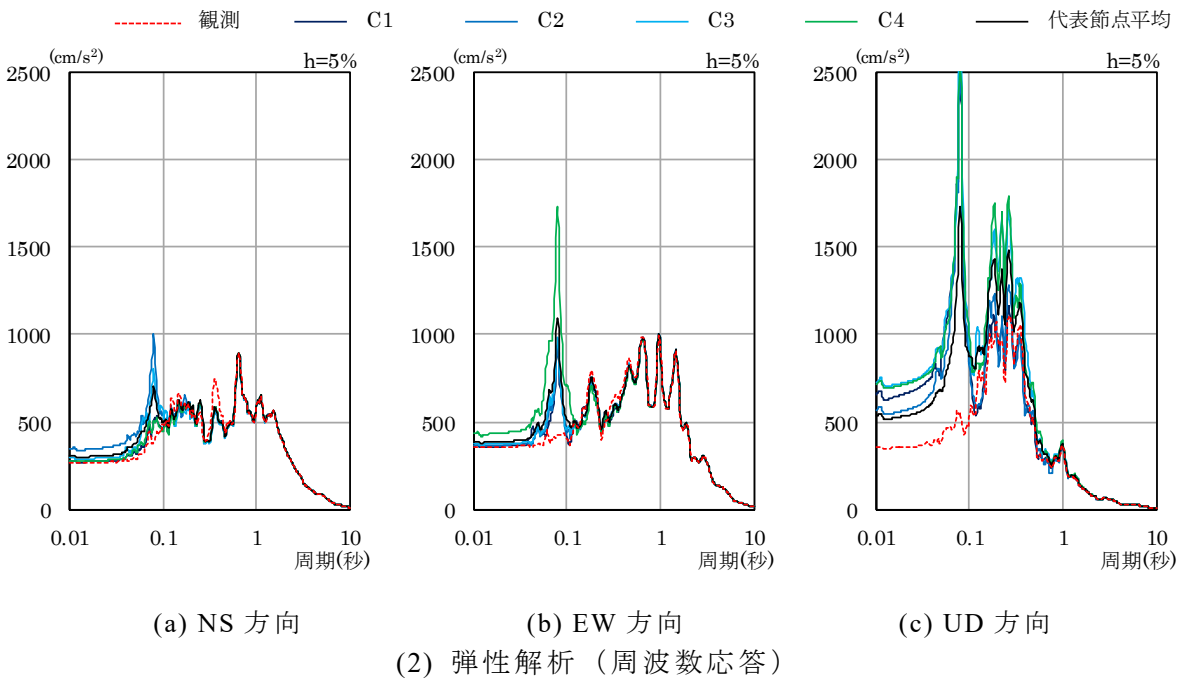 観測 C1 C2 C3 C4 代表節点平均
(cm/s²) h=5% (cm/s²) h=5% (cm/s²) h=5%
2500 2500 2500
2000 2000 2000
1500 1500 1500
1000 1000 1000
500 500 500
0 0 0
0.01 0.1 1 10 0.01 0.1 1 10 0.01 0.1 1 10
周期(秒) 周期(秒) 周期(秒)
(a) NS 方向 (b) EW 方向 (c) UD 方向
(2) 弾性解析（周波数応答）